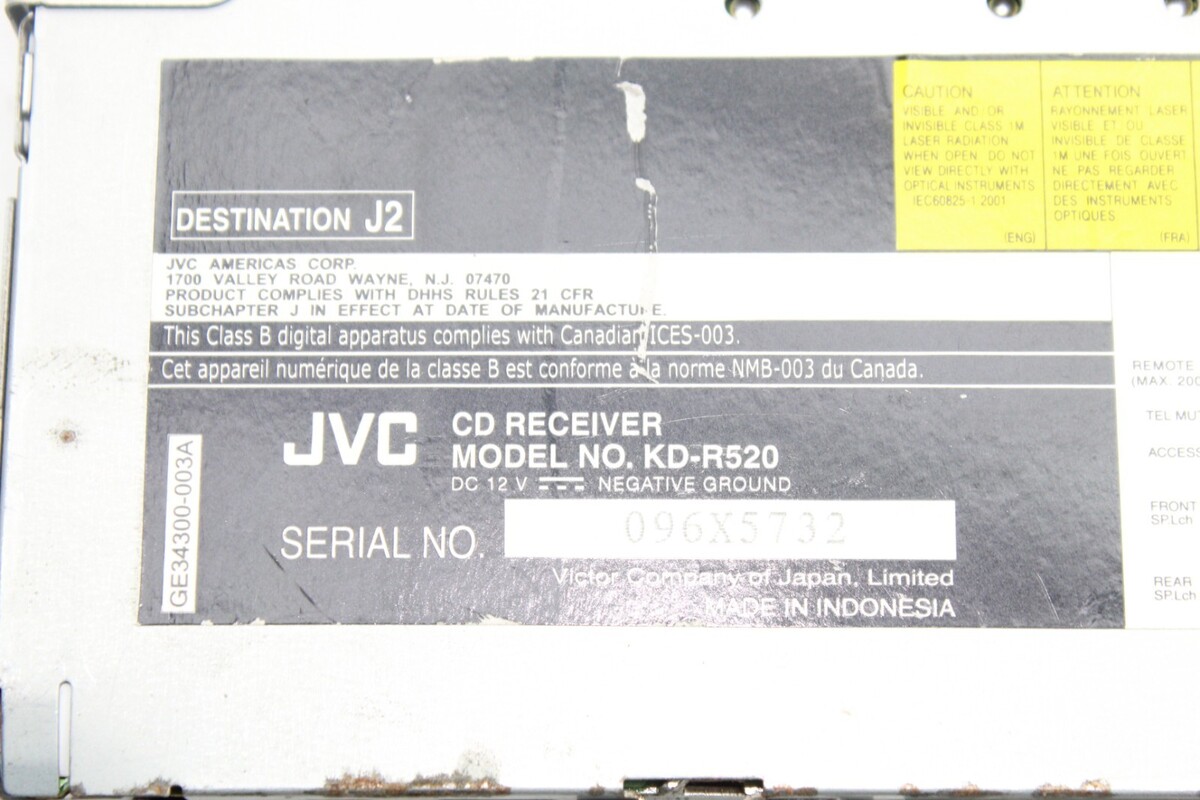 CAUTION
VISIBLE AND/OR
INVISIBLE CLASS 1M
LASER RADIATION
WHEN OPEN. DO NOT
VIEW DIRECTLY WITH
OPTICAL INSTRUMENTS
IEC60825-1:2001
(ENG)
ATTENTION
RAYONNEMENT LASER
VISIBLE ET OU
INVISIBLE DE CLASSE
1M UNE FOIS OUVERT
NE PAS REGARDER
DIRECTEMENT AVEC
DES INSTRUMENTS
OPTIQUES
(FRA)
DESTINATION J2
JVC AMERICAS CORP.
1700 VALLEY ROAD WAYNE, N.J. 07470
PRODUCT COMPLIES WITH DHHS RULES 21 CFR
SUBCHAPTER J IN EFFECT AT DATE OF MANUFACTURE.
This Class B digital apparatus complies with Canadian ICES-003.
Cet appareil numérique de la classe B est conforme à la norme NMB-003 du Canada.
JVC
CD RECEIVER
MODEL NO. KD-R520
DC 12 V NEGATIVE GROUND
SERIAL NO. 096X5732
Victor Company of Japan, Limited
MADE IN INDONESIA
GE34300-003A
REMOTE
(MAX. 200
TEL MUT
ACCESS
FRONT
SP.Lch
REAR
SP.Lch